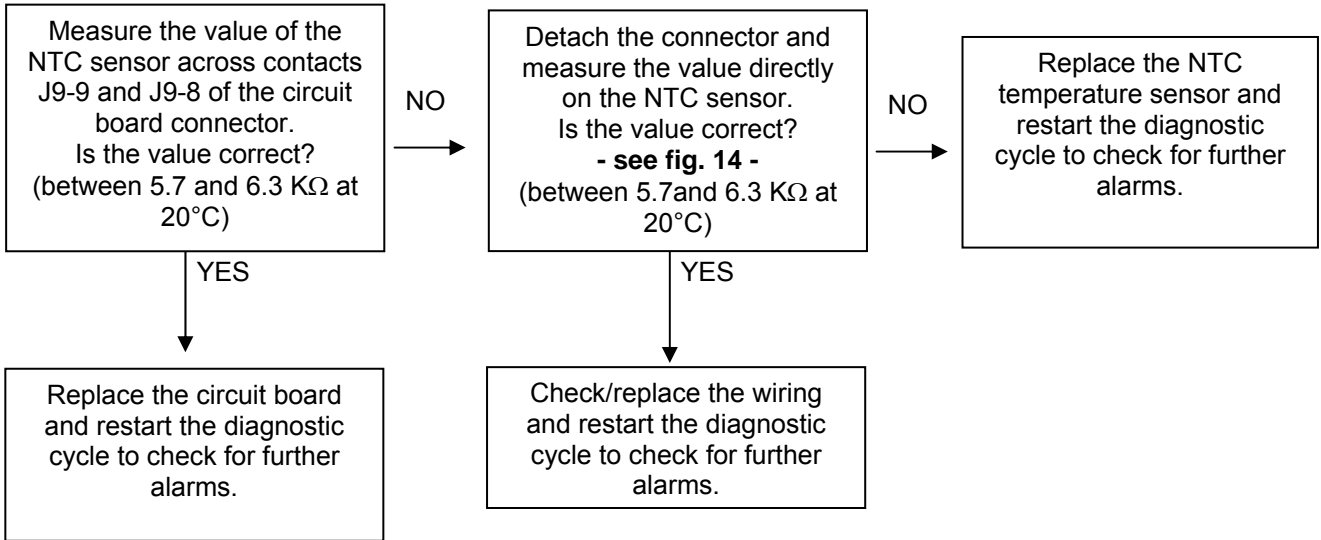 Measure the value of the
NTC sensor across contacts
J9-9 and J9-8 of the circuit
board connector.
Is the value correct?
(between 5.7 and 6.3 KΩ at
20°C)
NO
Detach the connector and
measure the value directly
on the NTC sensor.
Is the value correct?
- see fig. 14 -
(between 5.7and 6.3 KΩ at
20°C)
NO
Replace the NTC
temperature sensor and
restart the diagnostic
cycle to check for further
alarms.
YES
YES
Replace the circuit board
and restart the diagnostic
cycle to check for further
alarms.
Check/replace the wiring
and restart the diagnostic
cycle to check for further
alarms.